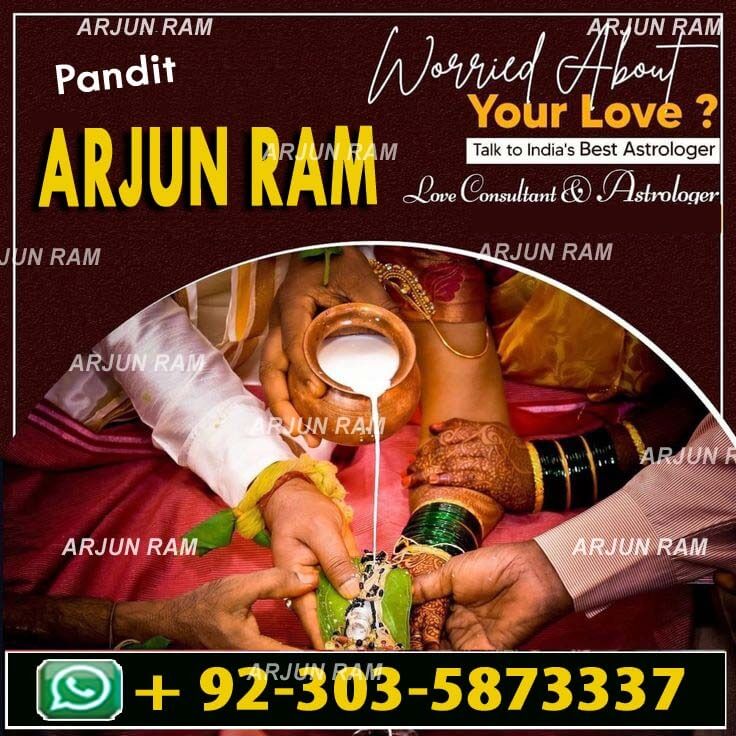 ARJUN RAM
ARJUN RAM
Pandit
Worried About
Your Love ?
Talk to India's Best Astrologer
ARJUN RAM
ARJUN RAM
Love Consultant & Astrologer
JUN RAM
ARJUN RAM
ARJUN RAM
ARJUN RAM
ARJUN R
ARJUN RAM
ARJUN RAM
ARJUN RAM
+ 92-303-5873337